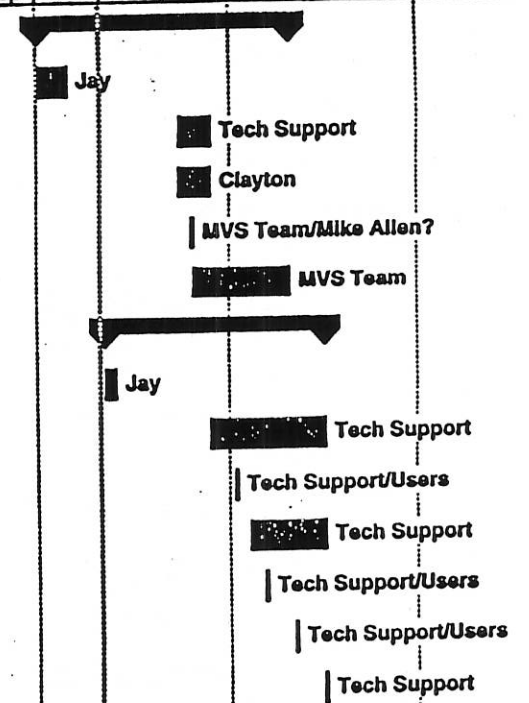 Jay
Tech Support
Clayton
MVS Team/Mike Allen?
MVS Team
Jay
Tech Support
Tech Support/Users
Tech Support
Tech Support/Users
Tech Support/Users
Tech Support